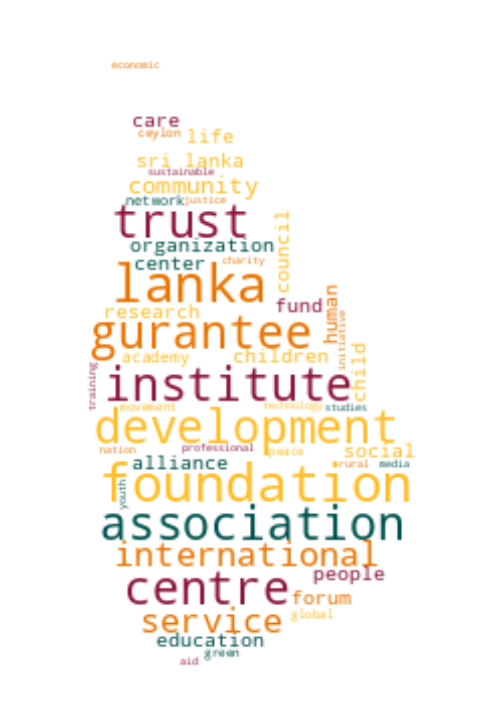 economic
care
ceylon life
sri lanka
sustainable
community
network justice
trust
council
organization
center charity
lanka
fund human
research
initiative
gurantee
academy children child
training
institute
movement technology studies
development
nation professional peace social
alliance rural media
foundation
youth
association
international
people
centre forum
service global
education
green
aid